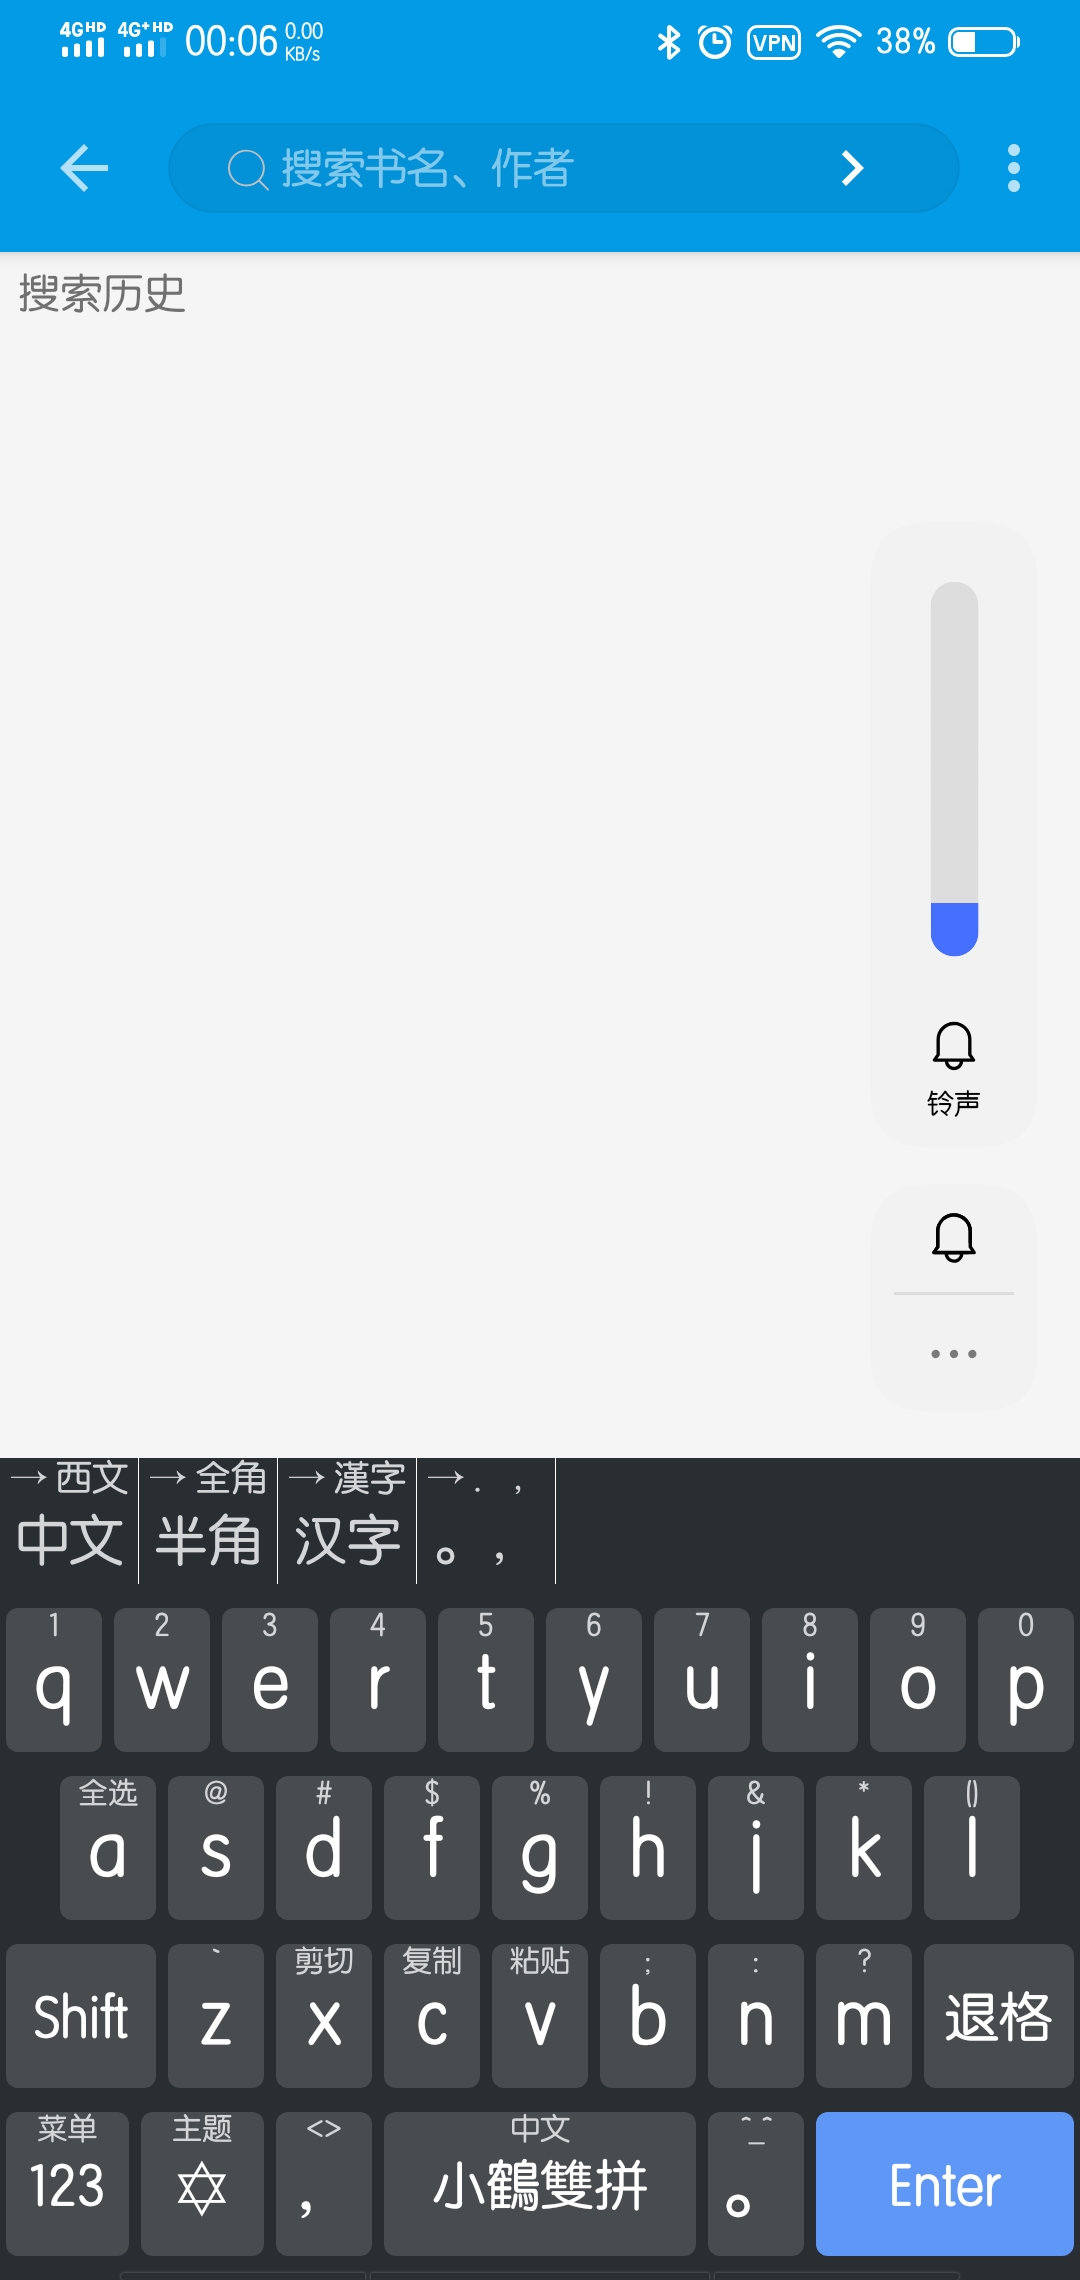 4G HD 4G+ HD 00:06 0.00 KB/s VPN 38%
搜索书名、作者
搜索历史
铃声
→西文 →全角 →漢字 →. ,
中文 半角 汉字 。,
1 2 3 4 5 6 7 8 9 0
q w e r t y u i o p
全选 @ # $ % ! & * ()
a s d f g h j k l
` 剪切 复制 粘贴 ; : ?
Shift z x c v b n m 退格
菜单 主题 <> 中文 ^_^
123 , 小鶴雙拼 。 Enter